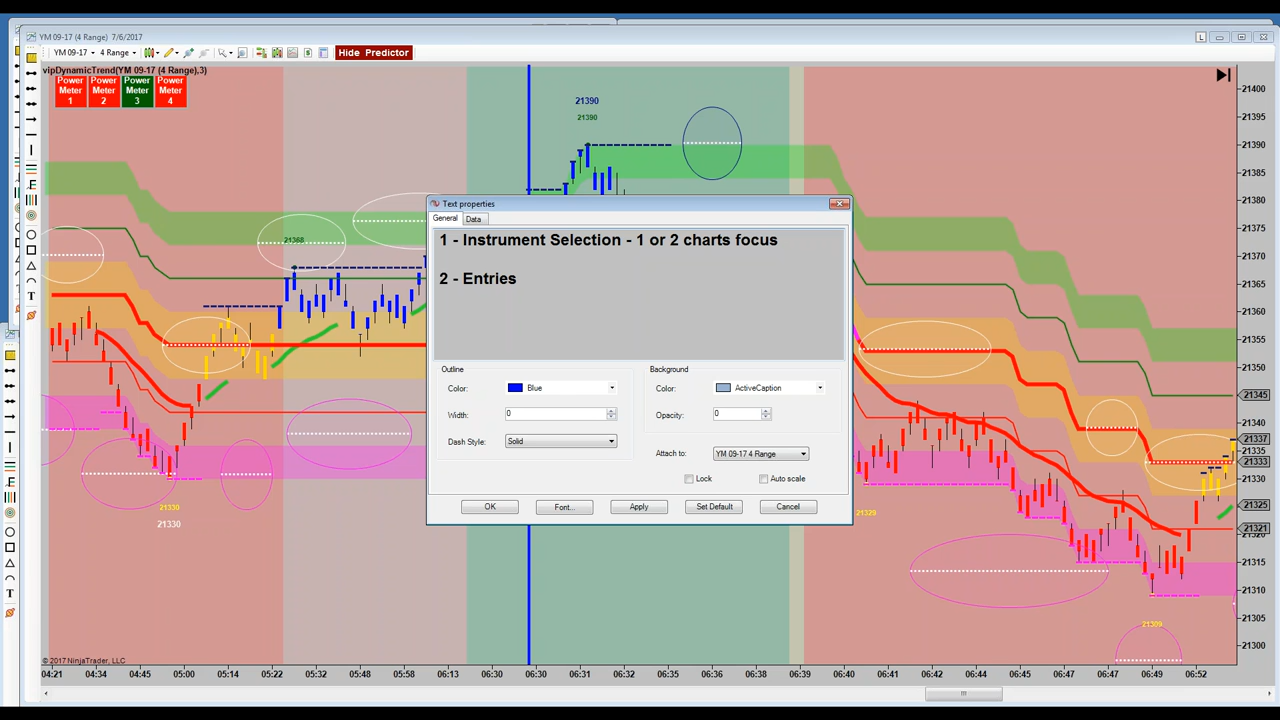 YM 09-17 (4 Range) 7/6/2017
L
YM 09-17 4 Range Hide Predictor
vipDynamicTrend(YM 09-17 (4 Range),3)
Power Meter 1
Power Meter 2
Power Meter 3
Power Meter 4
21390
21390
21368
21330
21330
21329
21309
Text properties
General Data
1 - Instrument Selection - 1 or 2 charts focus
2 - Entries
Outline Background
Color: Blue Color: ActiveCaption
Width: 0 Opacity: 0
Dash Style: Solid
Attach to: YM 09-17 4 Range
Lock Auto scale
OK Font... Apply Set Default Cancel
21400
21395
21390
21385
21380
21375
21370
21365
21360
21355
21350
21345
21340
21337
21335
21333
21330
21325
21321
21315
21310
21305
21300
© 2017 NinjaTrader, LLC
04:21 04:34 04:45 05:00 05:14 05:22 05:32 05:48 05:58 06:12 06:30 06:30 06:31 06:32 06:36 06:38 06:39 06:40 06:41 06:42 06:44 06:45 06:47 06:47 06:49 06:49 06:52